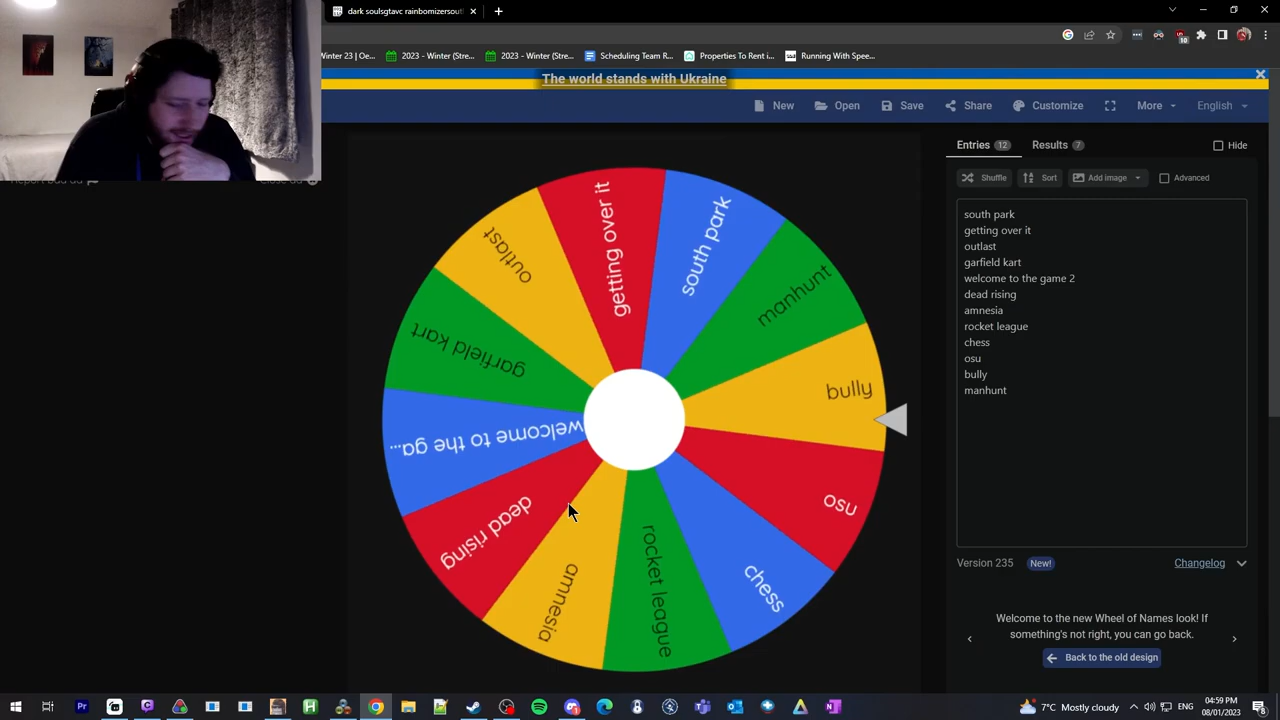 dark soulsgtavc rainbomizersout
Winter 23 | Oe...
2023 - Winter (Stre...
2023 - Winter (Stre...
Scheduling Team R...
Properties To Rent i...
Running With Spee...
The world stands with Ukraine
New
Open
Save
Share
Customize
More
English
Entries 12
Results 7
Hide
Shuffle
Sort
Add image
Advanced
south park
getting over it
outlast
garfield kart
welcome to the game 2
dead rising
amnesia
rocket league
chess
osu
bully
manhunt
getting over it
south park
manhunt
bully
osu
chess
rocket league
amnesia
dead rising
welcome to the ga...
garfield kart
outlast
Version 235
New!
Changelog
Welcome to the new Wheel of Names look! If
something's not right, you can go back.
Back to the old design
7°C Mostly cloudy
ENG
04:59 PM
08/01/2023